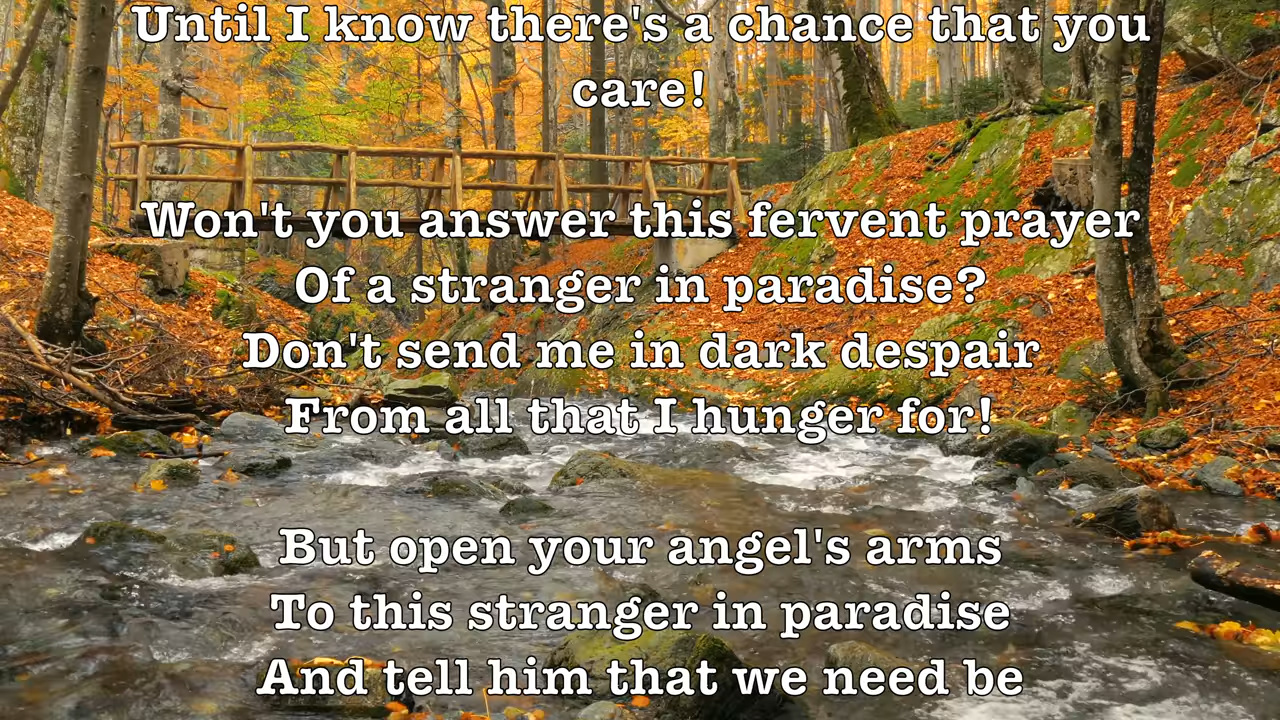 Until I know there's a chance that you
care!
Won't you answer this fervent prayer
Of a stranger in paradise?
Don't send me in dark despair
From all that I hunger for!
But open your angel's arms
To this stranger in paradise
And tell him that we need be